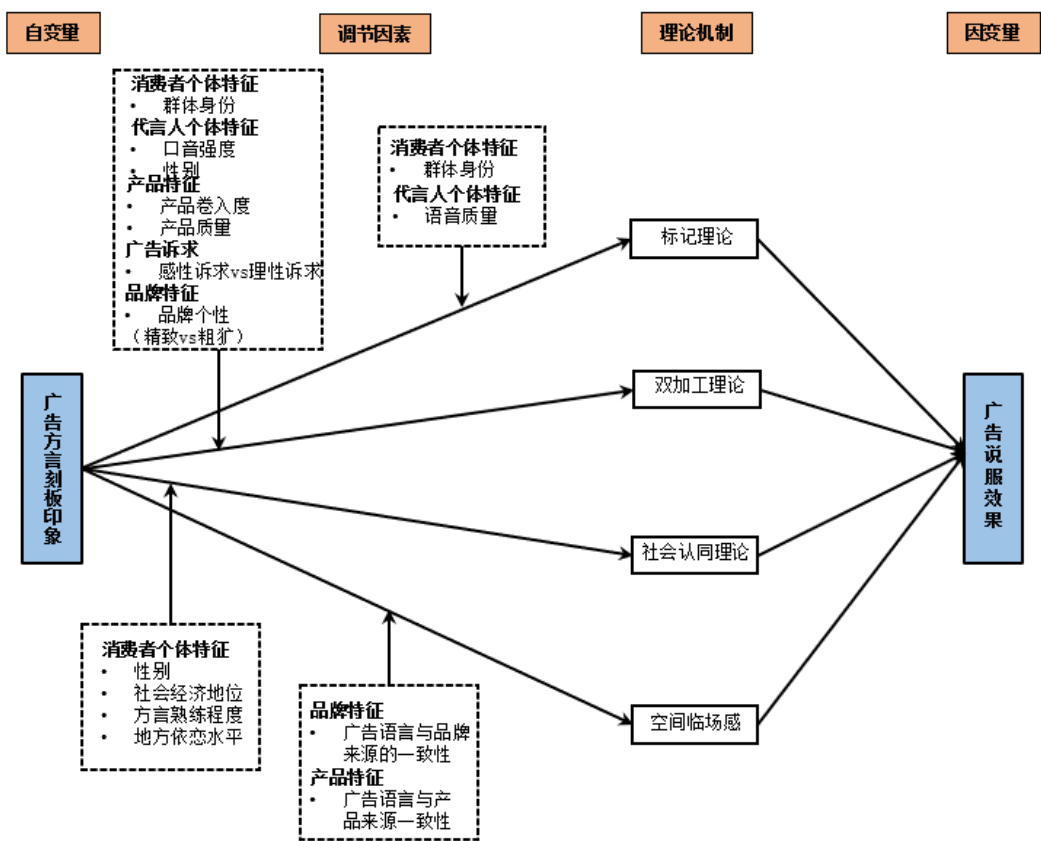 自变量
调节因素
理论机制
因变量
消费者个体特征
• 群体身份
代言人个体特征
• 口音强度
• 性别
产品特征
• 产品卷入度
• 产品质量
广告诉求
• 感性诉求vs理性诉求
品牌特征
• 品牌个性
（精致vs粗犷）
消费者个体特征
• 群体身份
代言人个体特征
• 语音质量
标记理论
双加工理论
社会认同理论
空间临场感
广告方言刻板印象
广告说服效果
消费者个体特征
• 性别
• 社会经济地位
• 方言熟练程度
• 地方依恋水平
品牌特征
• 广告语言与品牌
来源的一致性
产品特征
• 广告语言与产
品来源一致性